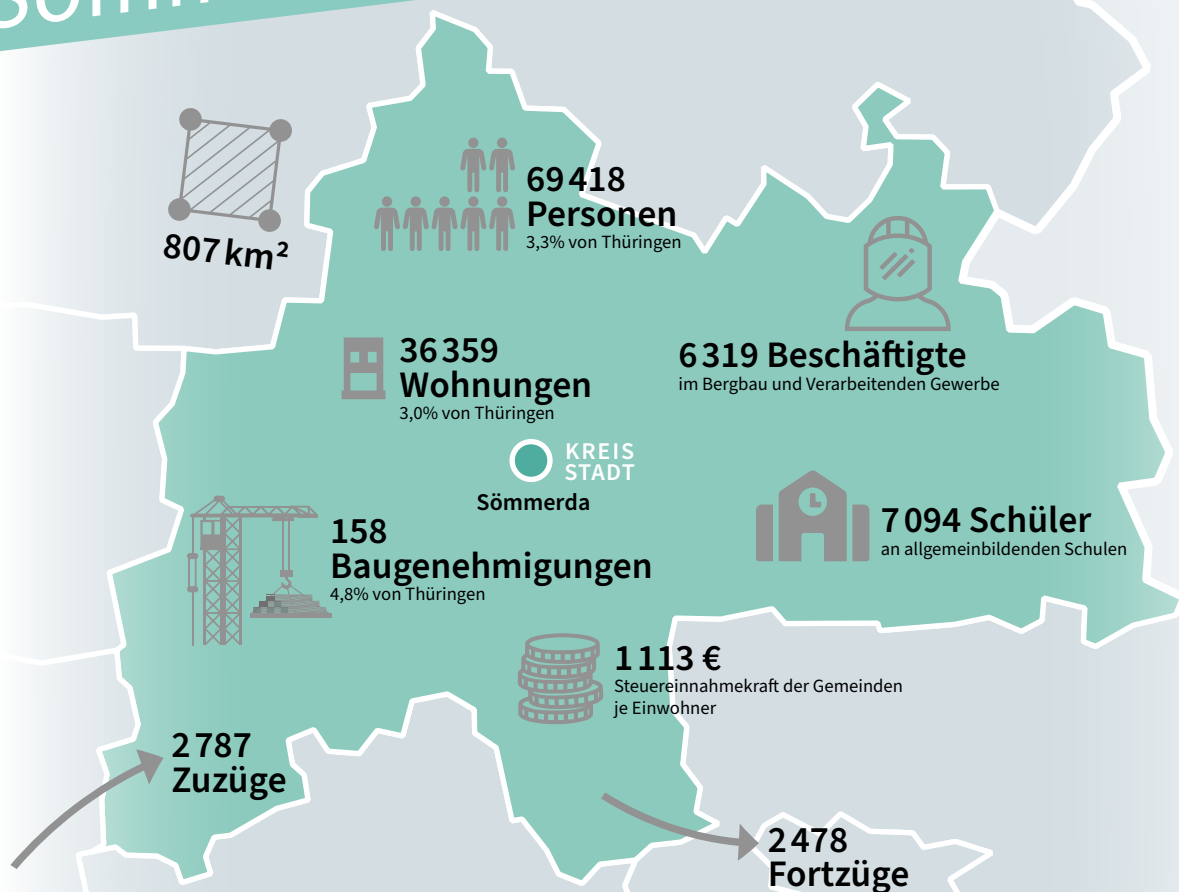 807 km²
69 418
Personen
3,3% von Thüringen
36 359
Wohnungen
3,0% von Thüringen
6 319 Beschäftigte
im Bergbau und Verarbeitenden Gewerbe
KREIS
STADT
Sömmerda
7 094 Schüler
an allgemeinbildenden Schulen
158
Baugenehmigungen
4,8% von Thüringen
1 113 €
Steuereinnahmekraft der Gemeinden
je Einwohner
2 787
Zuzüge
2 478
Fortzüge